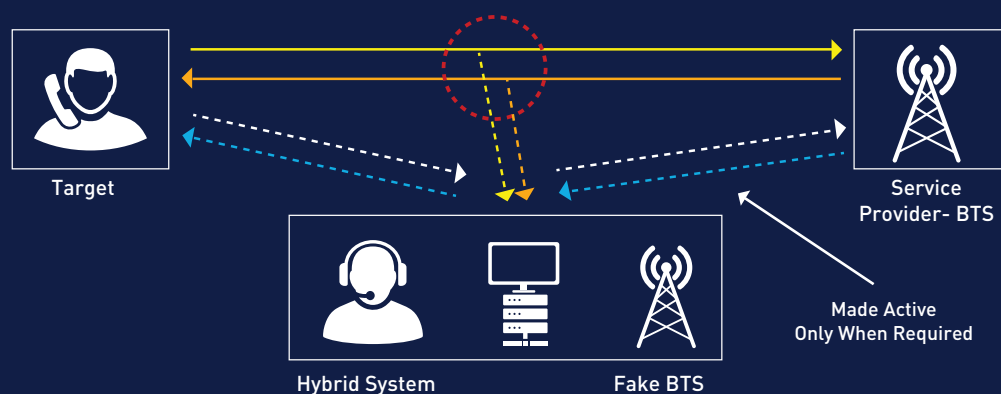 Target
Service
Provider- BTS
Made Active
Only When Required
Hybrid System
Fake BTS